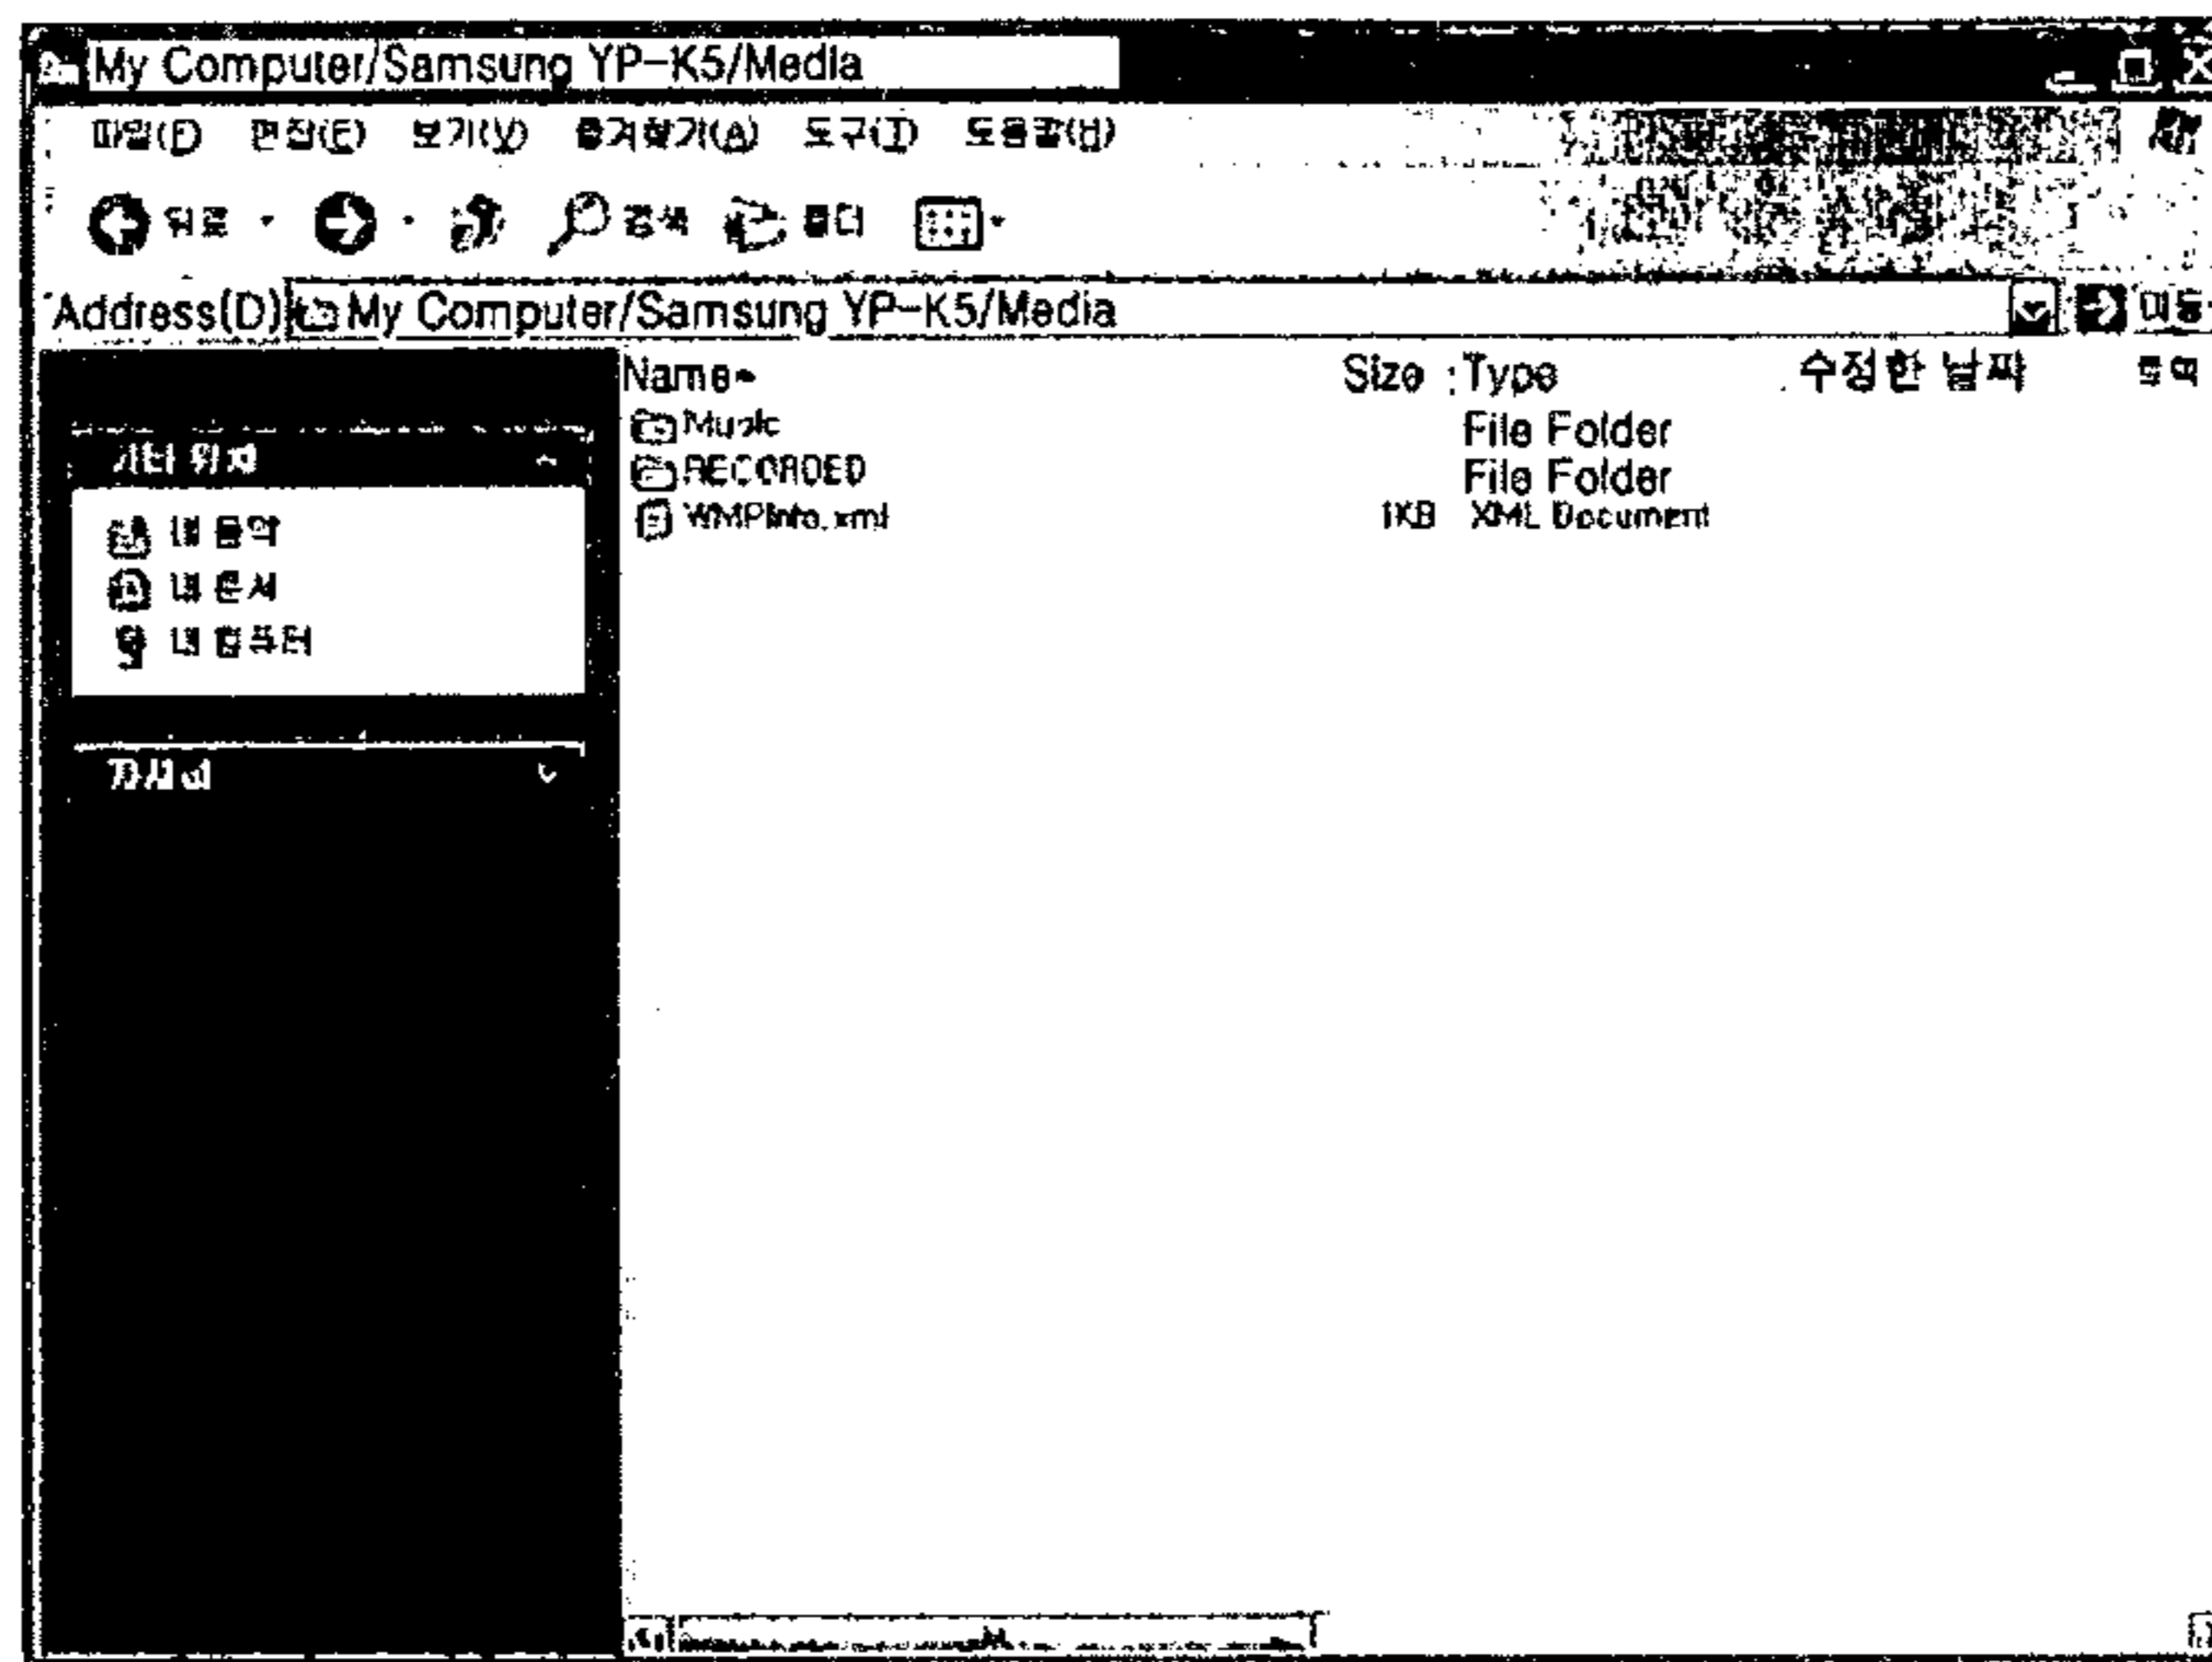 My Computer/Samsung YP-K5/Media
파일(F) 편집(E) 보기(V) 즐겨찾기(A) 도구(T) 도움말(H)
뒤로 검색 폴더
Address(D) My Computer/Samsung YP-K5/Media 이동
Name Size Type 수정한 날짜
Music File Folder
RECORDED File Folder
WMPInfo.xml 1KB XML Document
기타 위치
내 음악
내 문서
내 컴퓨터
자세히